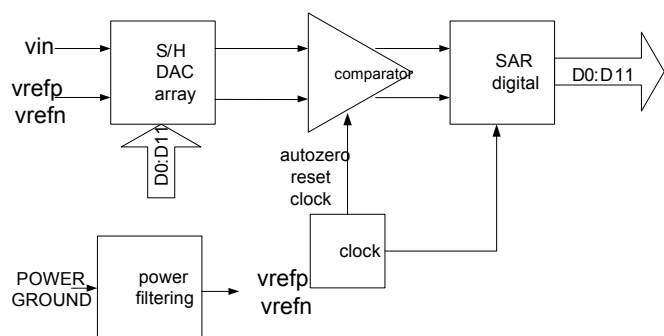 vin
vrefp
vrefn
S/H
DAC
array
comparator
SAR
digital
D0:D11
D0:D11
autozero
reset
clock
clock
POWER
GROUND
power
filtering
vrefp
vrefn